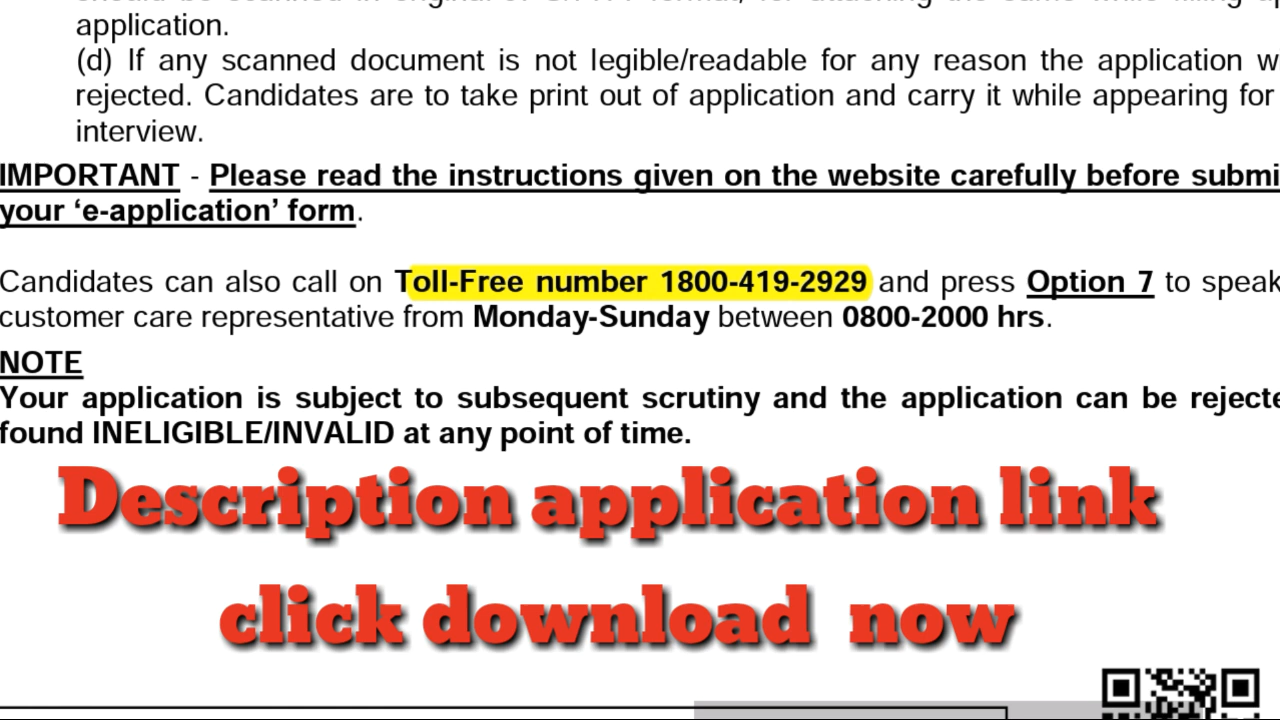 application.
(d) If any scanned document is not legible/readable for any reason the application w
rejected. Candidates are to take print out of application and carry it while appearing for
interview.
IMPORTANT - Please read the instructions given on the website carefully before submi
your ‘e-application’ form.
Candidates can also call on Toll-Free number 1800-419-2929 and press Option 7 to speak
customer care representative from Monday-Sunday between 0800-2000 hrs.
NOTE
Your application is subject to subsequent scrutiny and the application can be rejecte
found INELIGIBLE/INVALID at any point of time.
Description application link
click download now